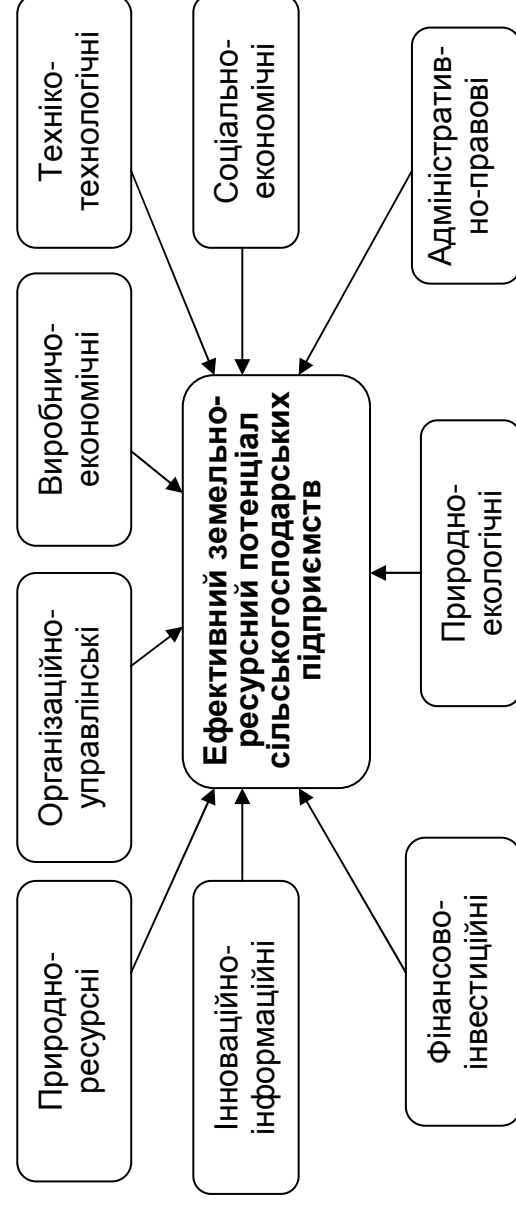 Природно-
ресурсні
Організаційно-
управлінські
Виробничо-
економічні
Техніко-
технологічні
Інноваційно-
інформаційні
Ефективний земельно-
ресурсний потенціал
сільськогосподарських
підприємств
Соціально-
економічні
Фінансово-
інвестиційні
Природно-
екологічні
Адміністратив-
но-правові